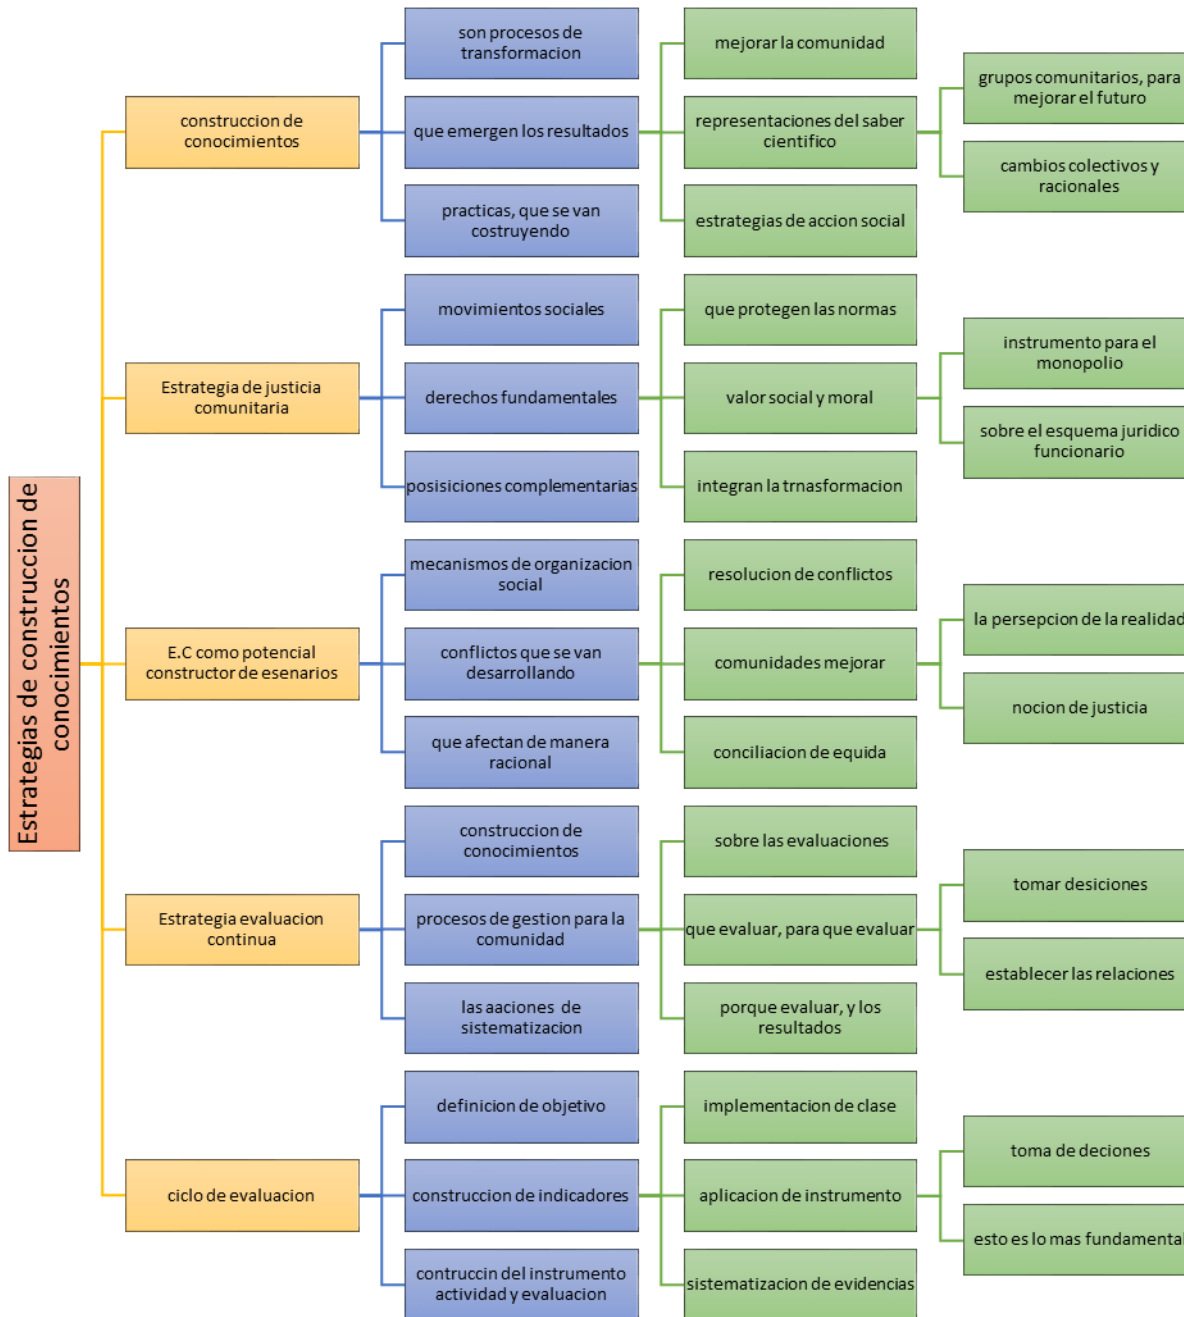 Estrategias de construccion de
conocimientos
construccion de
conocimientos
son procesos de
transformacion
que emergen los resultados
practicas, que se van
costruyendo
mejorar la comunidad
representaciones del saber
cientifico
estrategias de accion social
grupos comunitarios, para
mejorar el futuro
cambios colectivos y
racionales
Estrategia de justicia
comunitaria
movimientos sociales
derechos fundamentales
posisiciones complementarias
que protegen las normas
valor social y moral
integran la trnasformacion
instrumento para el
monopolio
sobre el esquema juridico
funcionario
E.C como potencial
constructor de esenarios
mecanismos de organizacion
social
conflictos que se van
desarrollando
que afectan de manera
racional
resolucion de conflictos
comunidades mejorar
conciliacion de equida
la persepcion de la realidad
nocion de justicia
Estrategia evaluacion
continua
construccion de
conocimientos
procesos de gestion para la
comunidad
las aaciones de
sistematizacion
sobre las evaluaciones
que evaluar, para que evaluar
porque evaluar, y los
resultados
tomar desiciones
establecer las relaciones
ciclo de evaluacion
definicion de objetivo
construccion de indicadores
contruccin del instrumento
actividad y evaluacion
implementacion de clase
aplicacion de instrumento
sistematizacion de evidencias
toma de deciones
esto es lo mas fundamental